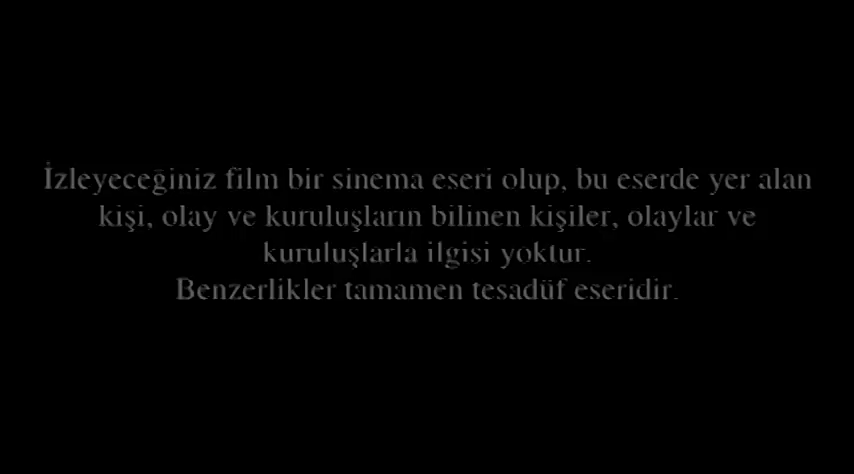 İzleyeceğiniz film bir sinema eseri olup, bu eserde yer alan
kişi, olay ve kuruluşların bilinen kişiler, olaylar ve
kuruluşlarla ilgisi yoktur.
Benzerlikler tamamen tesadüf eseridir.